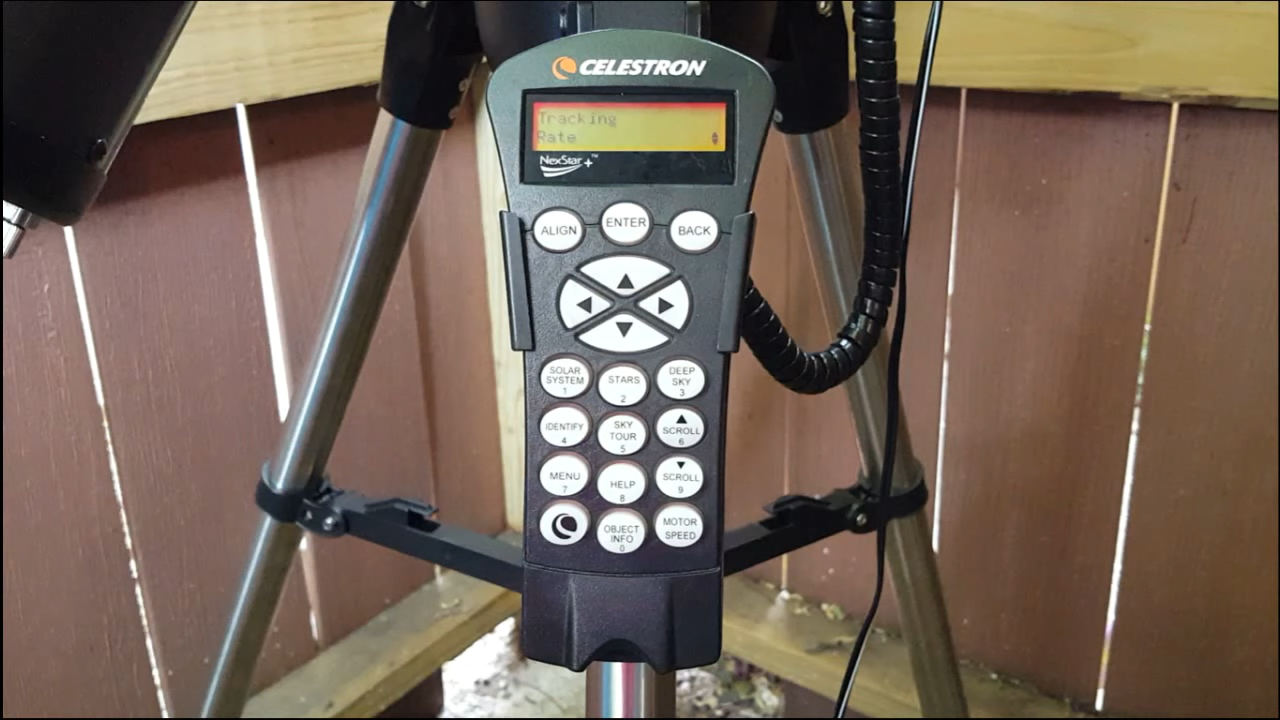 CELESTRON
Tracking
Rate
NexStar+™
ALIGN
ENTER
BACK
SOLAR
SYSTEM
1
STARS
2
DEEP
SKY
3
IDENTIFY
4
SKY
TOUR
5
SCROLL
6
MENU
7
HELP
8
SCROLL
9
OBJECT
INFO
0
MOTOR
SPEED